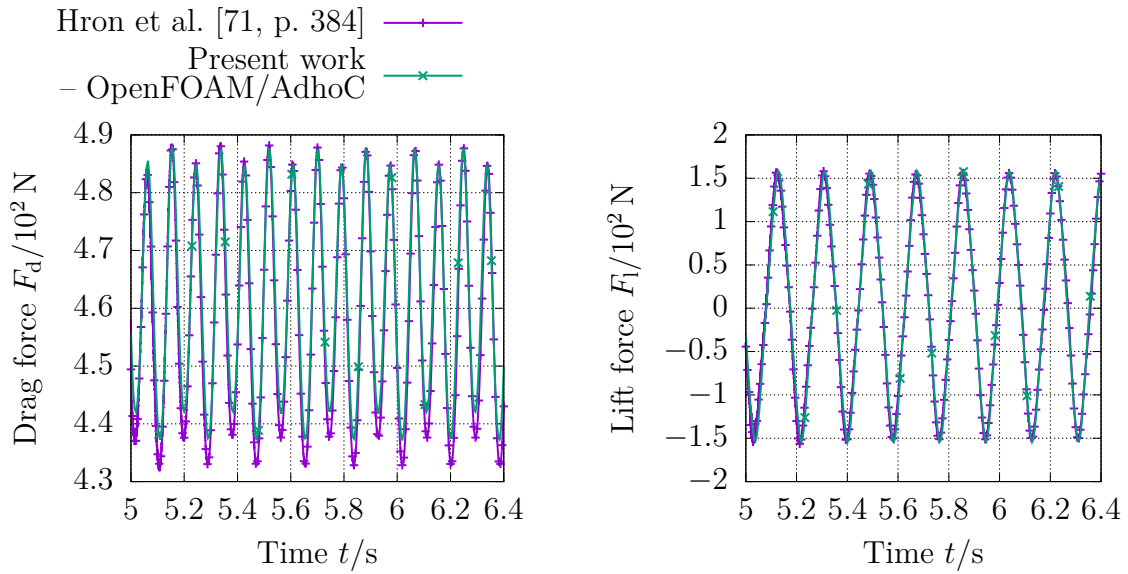 Hron et al. [71, p. 384]
Present work
– OpenFOAM/AdhoC
Drag force F_d/10² N
4.9
4.8
4.7
4.6
4.5
4.4
4.3
5 5.2 5.4 5.6 5.8 6 6.2 6.4
Time t/s
Lift force F_l/10² N
2
1.5
1
0.5
0
−0.5
−1
−1.5
−2
5 5.2 5.4 5.6 5.8 6 6.2 6.4
Time t/s